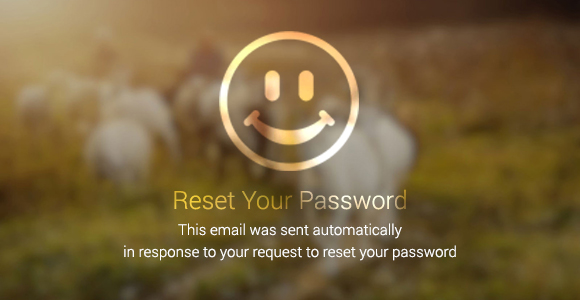 Reset Your Password
This email was sent automatically
in response to your request to reset your password